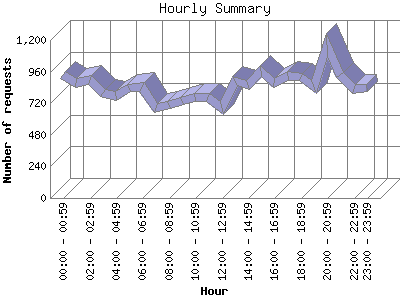 Hourly Summary
Number of requests
1,200
960
720
480
240
0
00:00 - 00:59
02:00 - 02:59
04:00 - 04:59
06:00 - 06:59
08:00 - 08:59
10:00 - 10:59
12:00 - 12:59
14:00 - 14:59
16:00 - 16:59
18:00 - 18:59
20:00 - 20:59
22:00 - 22:59
23:00 - 23:59
Hour